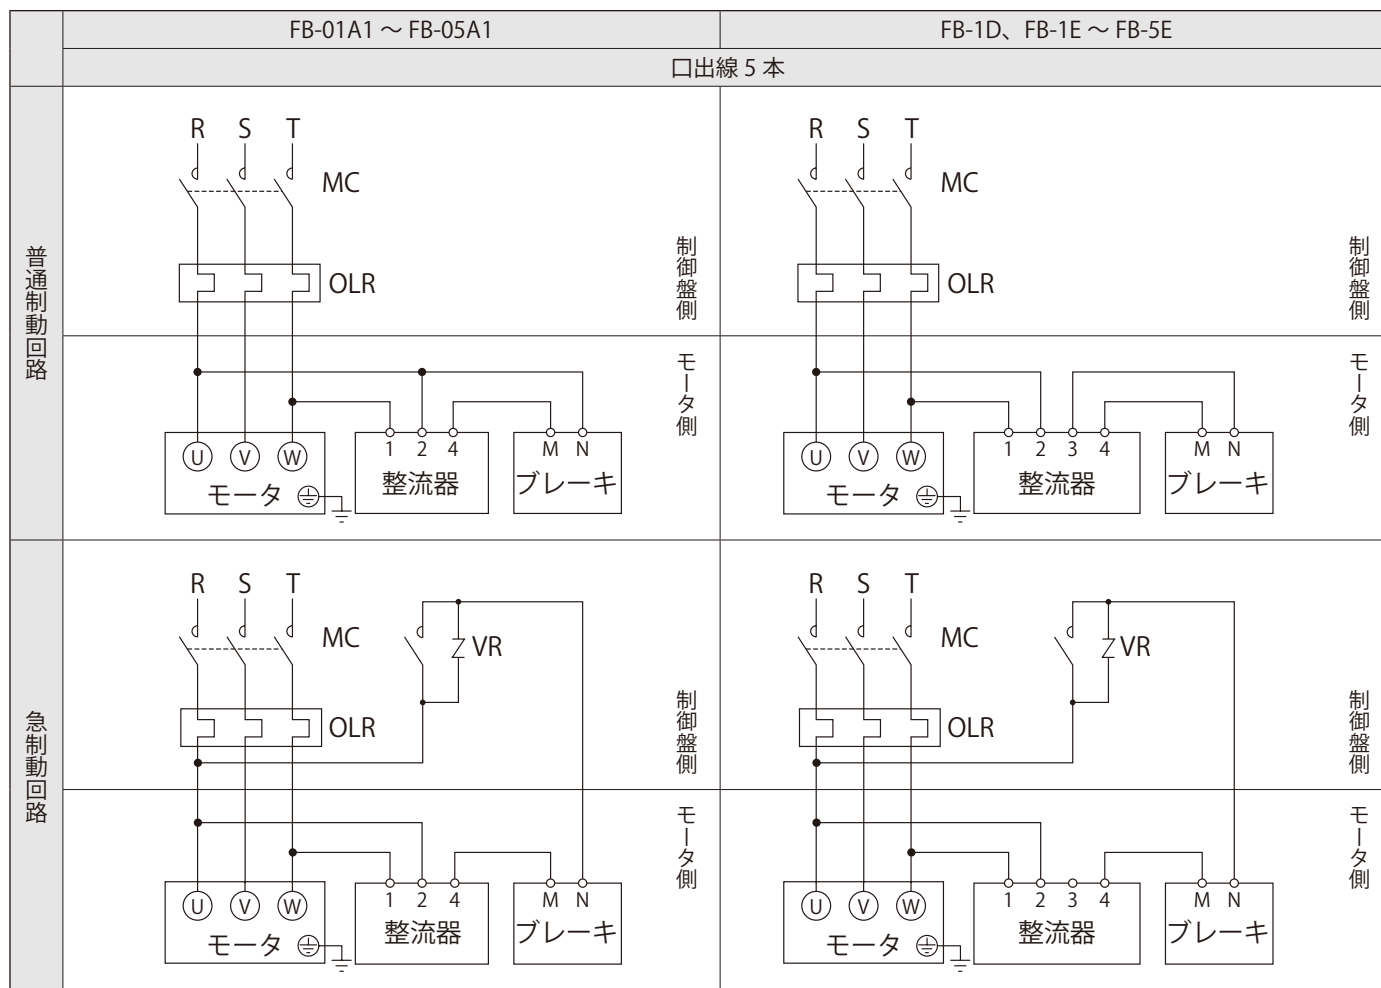 FB-01A1 ～ FB-05A1
FB-1D、FB-1E ～ FB-5E
口出線 5 本
普通制動回路
R S T
MC
OLR
制御盤側
モータ側
U V W
モータ
1 2 4
整流器
M N
ブレーキ
R S T
MC
OLR
制御盤側
モータ側
U V W
モータ
1 2 3 4
整流器
M N
ブレーキ
急制動回路
R S T
MC
VR
OLR
制御盤側
モータ側
U V W
モータ
1 2 4
整流器
M N
ブレーキ
R S T
MC
VR
OLR
制御盤側
モータ側
U V W
モータ
1 2 3 4
整流器
M N
ブレーキ